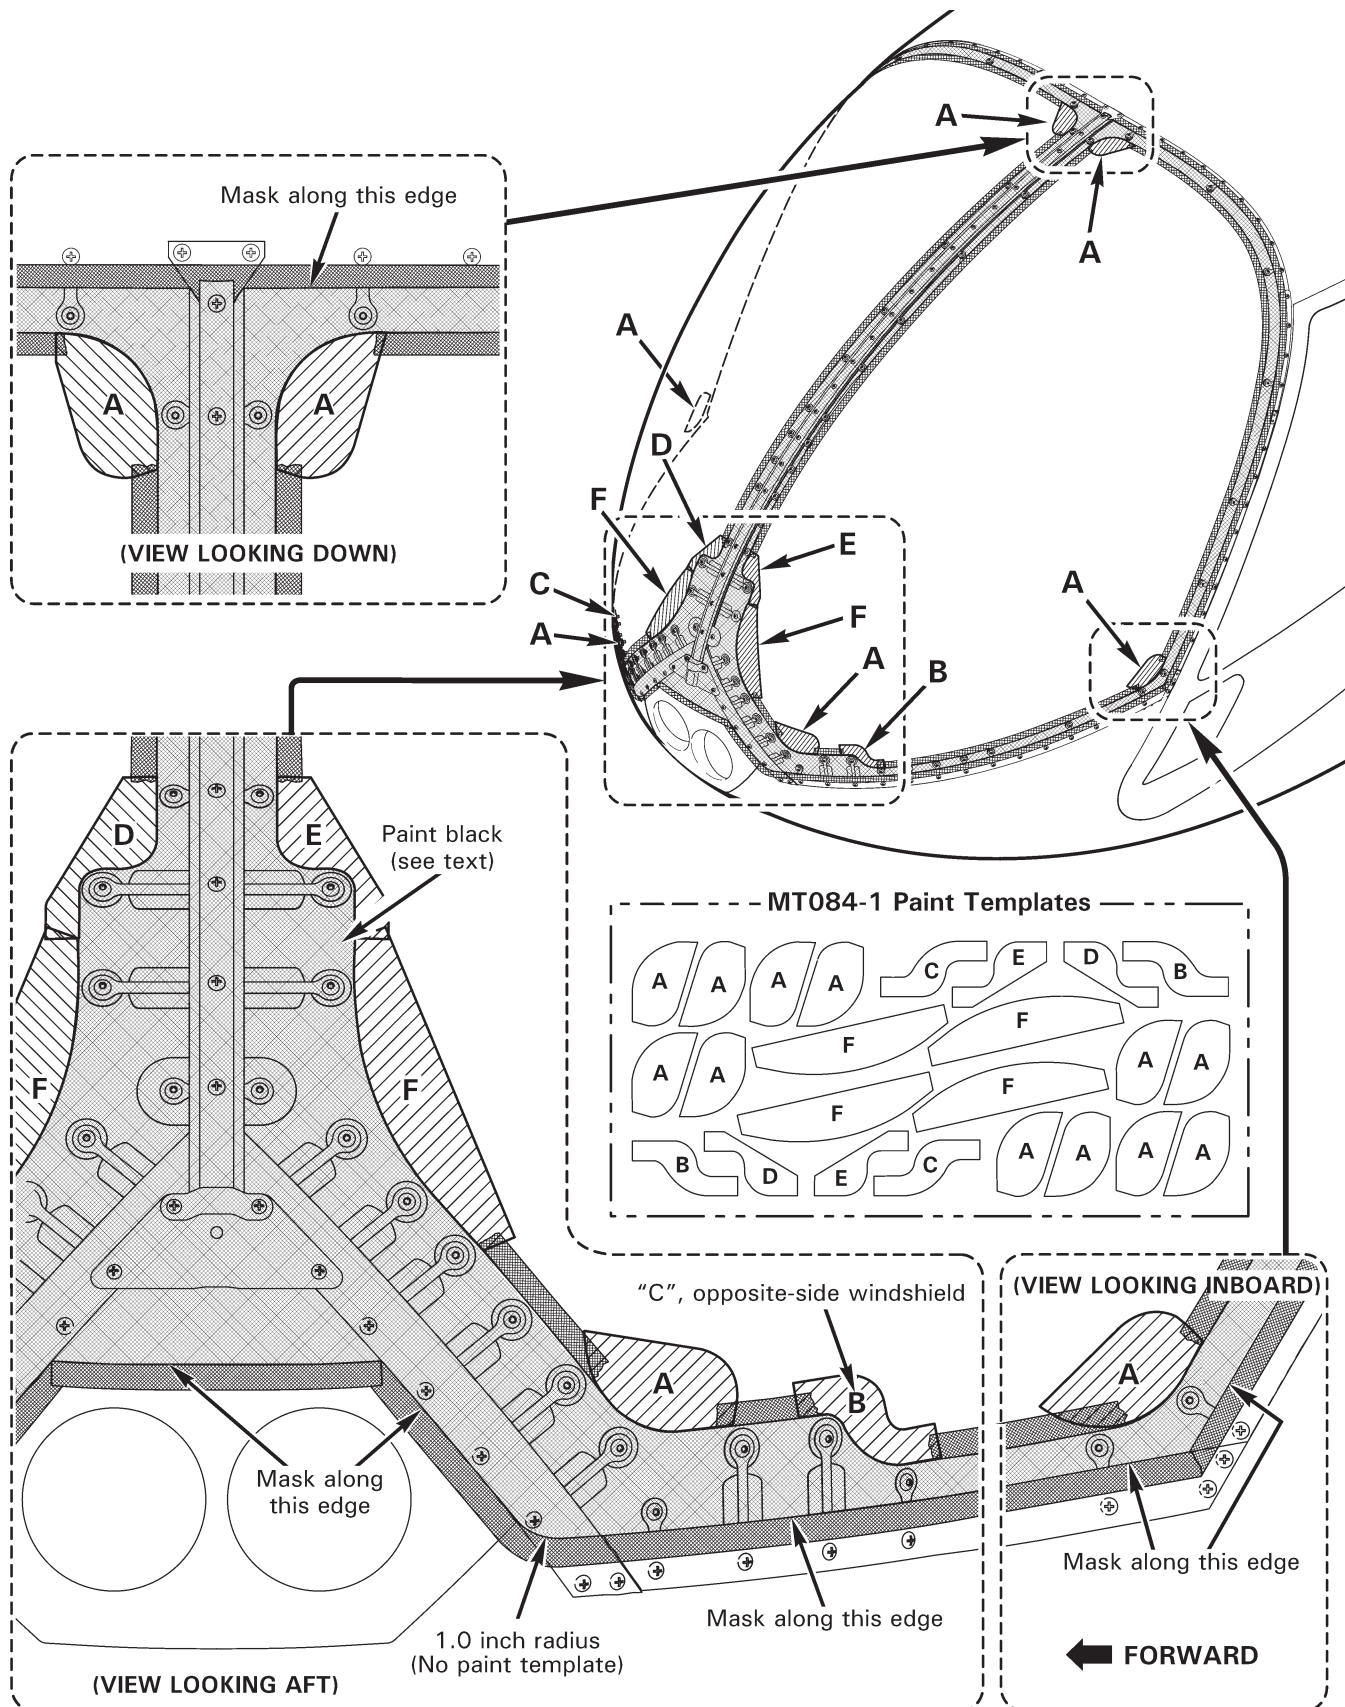 A
A
Mask along this edge
A
A
A
D
F
(VIEW LOOKING DOWN)
E
C
A
F
A
A
B
D
E
Paint black
(see text)
F
F
MT084-1 Paint Templates
A
A
A
A
C
E
D
B
F
F
A
A
A
A
F
F
B
D
E
C
A
A
A
A
"C", opposite-side windshield
(VIEW LOOKING INBOARD)
A
B
A
Mask along
this edge
Mask along this edge
Mask along this edge
1.0 inch radius
(No paint template)
FORWARD
(VIEW LOOKING AFT)